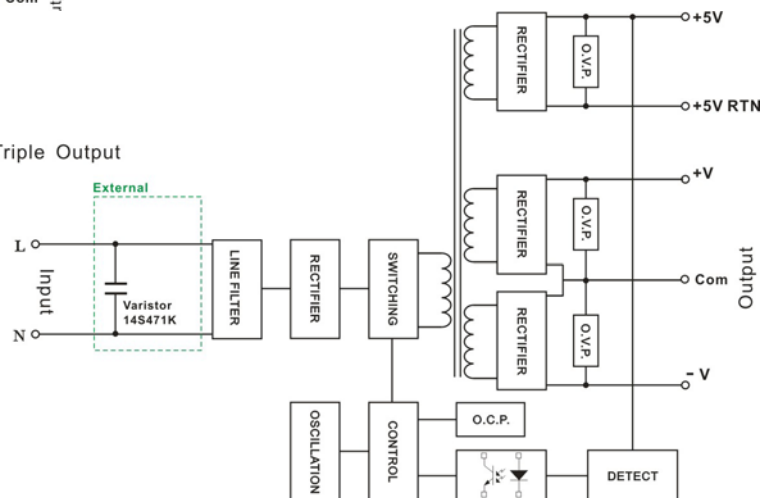 Triple Output
External
L
Input
N
Varistor
14S471K
LINE FILTER
RECTIFIER
SWITCHING
RECTIFIER
O.V.P.
+5V
+5V RTN
RECTIFIER
O.V.P.
+V
Com
Output
RECTIFIER
O.V.P.
- V
OSCILLATION
CONTROL
O.C.P.
DETECT